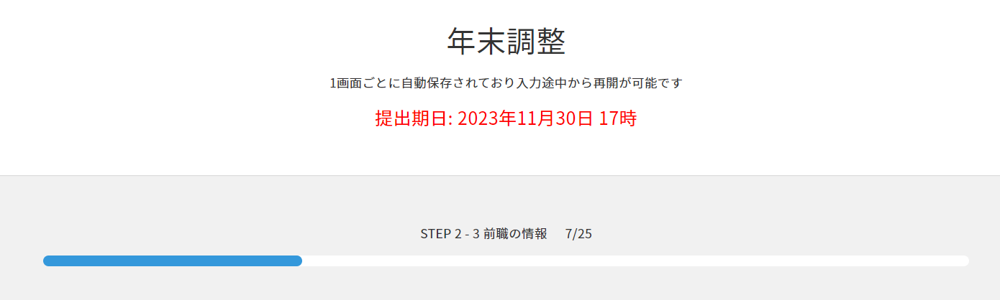 年末調整
1画面ごとに自動保存されており入力途中から再開が可能です
提出期日: 2023年11月30日 17時
STEP 2 - 3 前職の情報 7/25